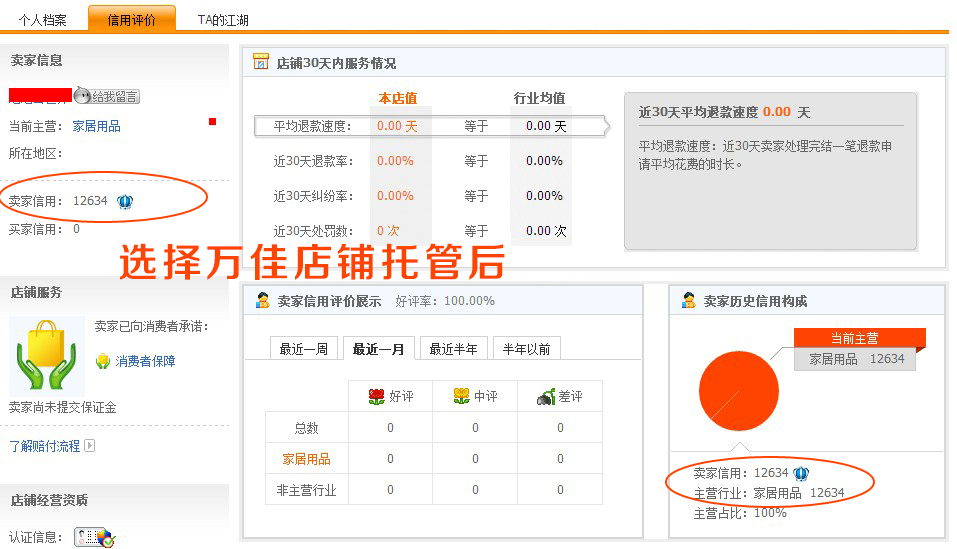 个人档案 信用评价 TA的江湖
卖家信息
给我留言
当前主营： 家居用品
所在地区：
卖家信用： 12634
买家信用： 0
店铺服务
卖家已向消费者承诺：
消费者保障
卖家尚未提交保证金
了解赔付流程
店铺经营资质
认证信息：
店铺30天内服务情况
本店值 行业均值
平均退款速度： 0.00 天 等于 0.00 天
近30天退款率： 0.00% 等于 0.00%
近30天纠纷率： 0.00% 等于 0.00%
近30天处罚数： 0 次 等于 0.00 次
近30天平均退款速度 0.00 天
平均退款速度：近30天卖家处理完结一笔退款申
请平均花费的时长。
选择万佳店铺托管后
卖家信用评价展示 好评率：100.00%
最近一周 最近一月 最近半年 半年以前
好评 中评 差评
总数 0 0 0
家居用品 0 0 0
非主营行业 0 0 0
卖家历史信用构成
当前主营
家居用品 12634
卖家信用：12634
主营行业：家居用品 12634
主营占比：100%